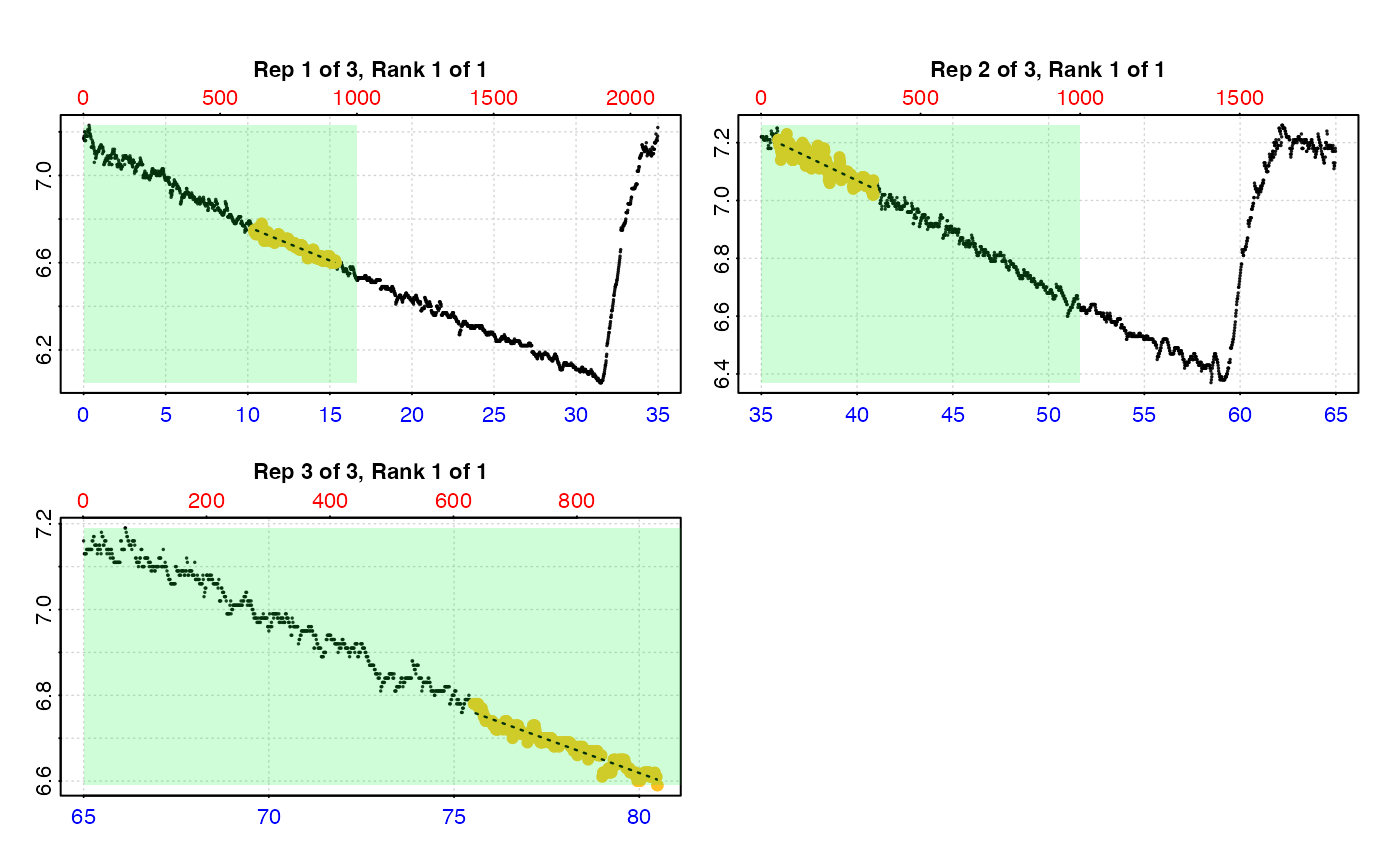 Rep 1 of 3, Rank 1 of 1
0 500 1000 1500 2000
7.0
6.6
6.2
0 5 10 15 20 25 30 35
Rep 2 of 3, Rank 1 of 1
0 500 1000 1500
7.2
7.0
6.8
6.6
6.4
35 40 45 50 55 60 65
Rep 3 of 3, Rank 1 of 1
0 200 400 600 800
7.2
7.0
6.8
6.6
65 70 75 80